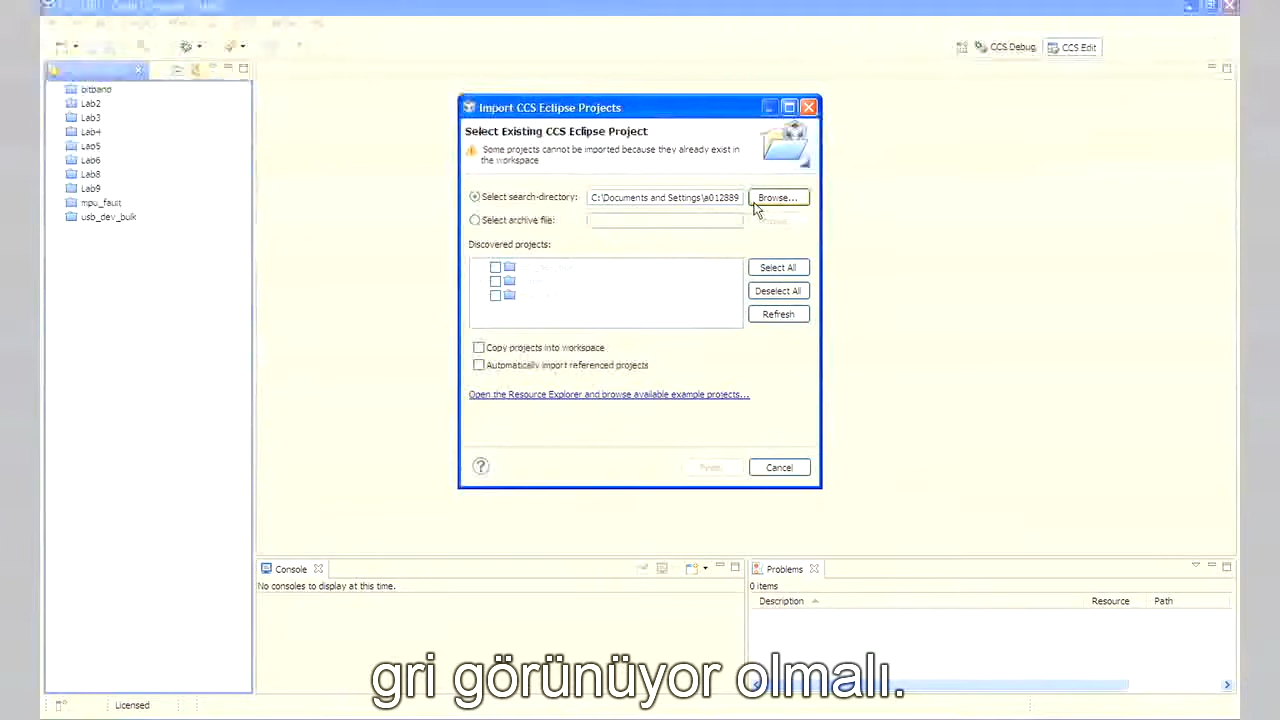 CCS Debug
CCS Edit
bitband
Lab2
Lab3
Lab4
Lab5
Lab6
Lab8
Lab9
mpu_fault
usb_dev_bulk
Import CCS Eclipse Projects
Select Existing CCS Eclipse Project
Some projects cannot be imported because they already exist in
the workspace
Select search-directory:
C:\Documents and Settings\a012889
Browse...
Select archive file:
Discovered projects:
Select All
Deselect All
Refresh
Copy projects into workspace
Automatically import referenced projects
Open the Resource Explorer and browse available example projects...
Cancel
Console
No consoles to display at this time.
Problems
0 items
Description
Resource
Path
gri görünüyor olmalı.
Licensed